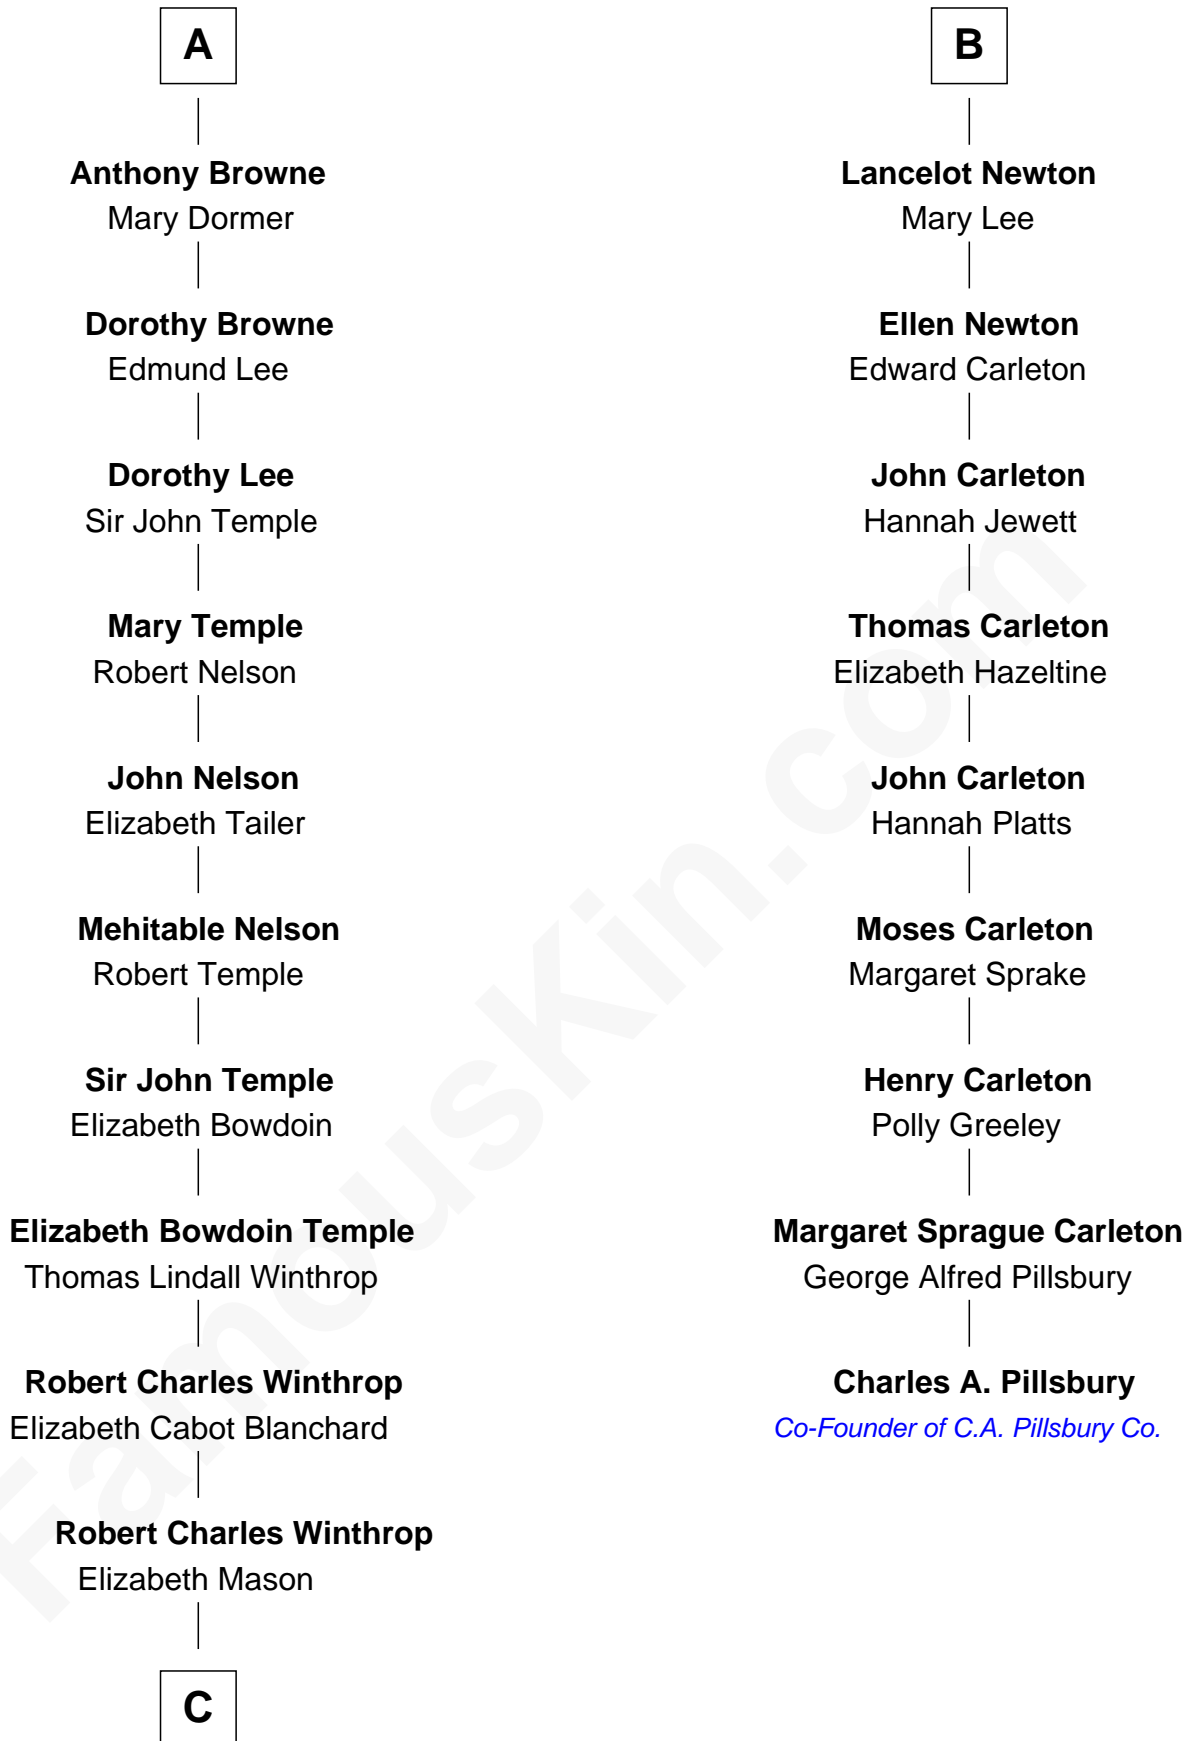 A
Anthony Browne
Mary Dormer
Dorothy Browne
Edmund Lee
Dorothy Lee
Sir John Temple
Mary Temple
Robert Nelson
John Nelson
Elizabeth Tailer
Mehitable Nelson
Robert Temple
Sir John Temple
Elizabeth Bowdoin
Elizabeth Bowdoin Temple
Thomas Lindall Winthrop
Robert Charles Winthrop
Elizabeth Cabot Blanchard
Robert Charles Winthrop
Elizabeth Mason
C
B
Lancelot Newton
Mary Lee
Ellen Newton
Edward Carleton
John Carleton
Hannah Jewett
Thomas Carleton
Elizabeth Hazeltine
John Carleton
Hannah Platts
Moses Carleton
Margaret Sprake
Henry Carleton
Polly Greeley
Margaret Sprague Carleton
George Alfred Pillsbury
Charles A. Pillsbury
Co-Founder of C.A. Pillsbury Co.
FamousKin.com